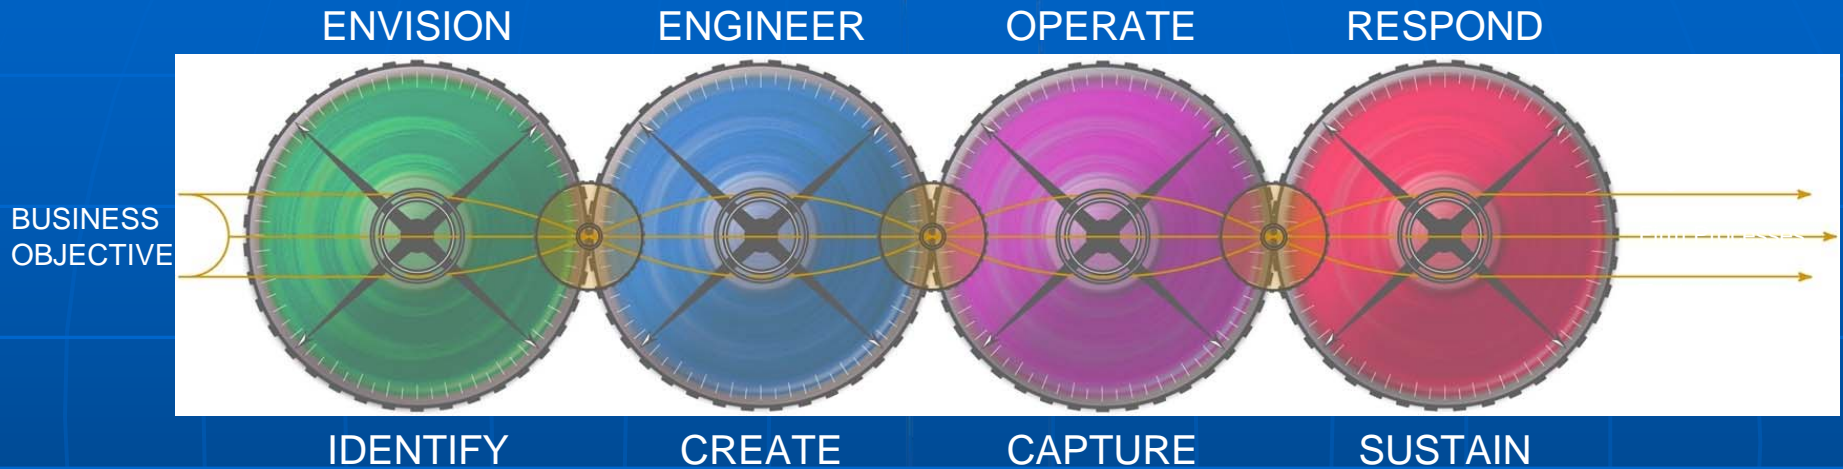 ENVISION
ENGINEER
OPERATE
RESPOND
BUSINESS
OBJECTIVE
IDENTIFY
CREATE
CAPTURE
SUSTAIN